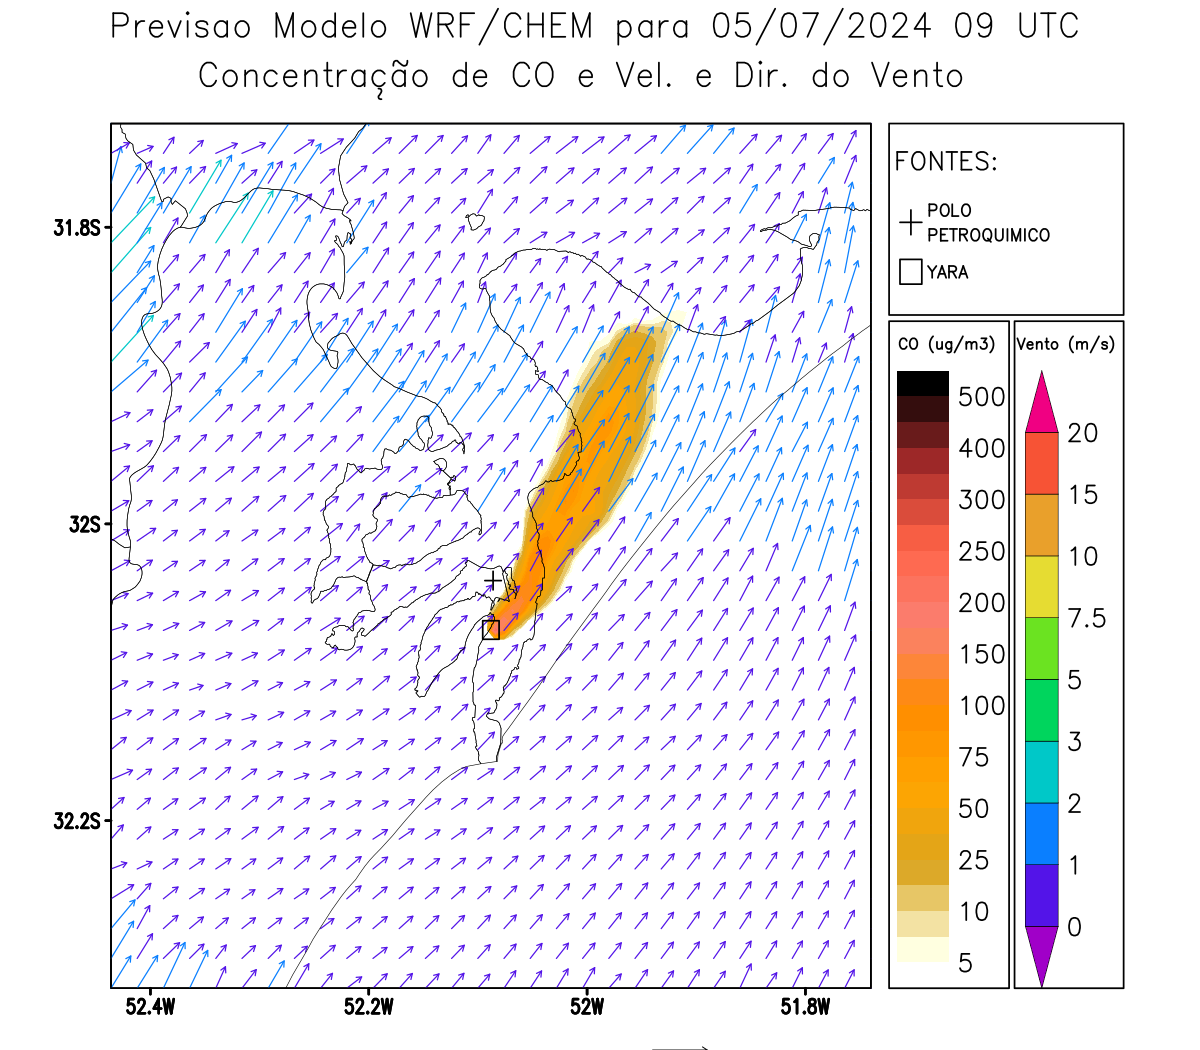 Previsao Modelo WRF/CHEM para 05/07/2024 09 UTC
Concentração de CO e Vel. e Dir. do Vento
FONTES:
POLO
PETROQUIMICO
YARA
CO (ug/m3)
500
400
300
250
200
150
100
75
50
25
10
5
Vento (m/s)
20
15
10
7.5
5
3
2
1
0
31.8S
32S
32.2S
52.4W
52.2W
52W
51.8W